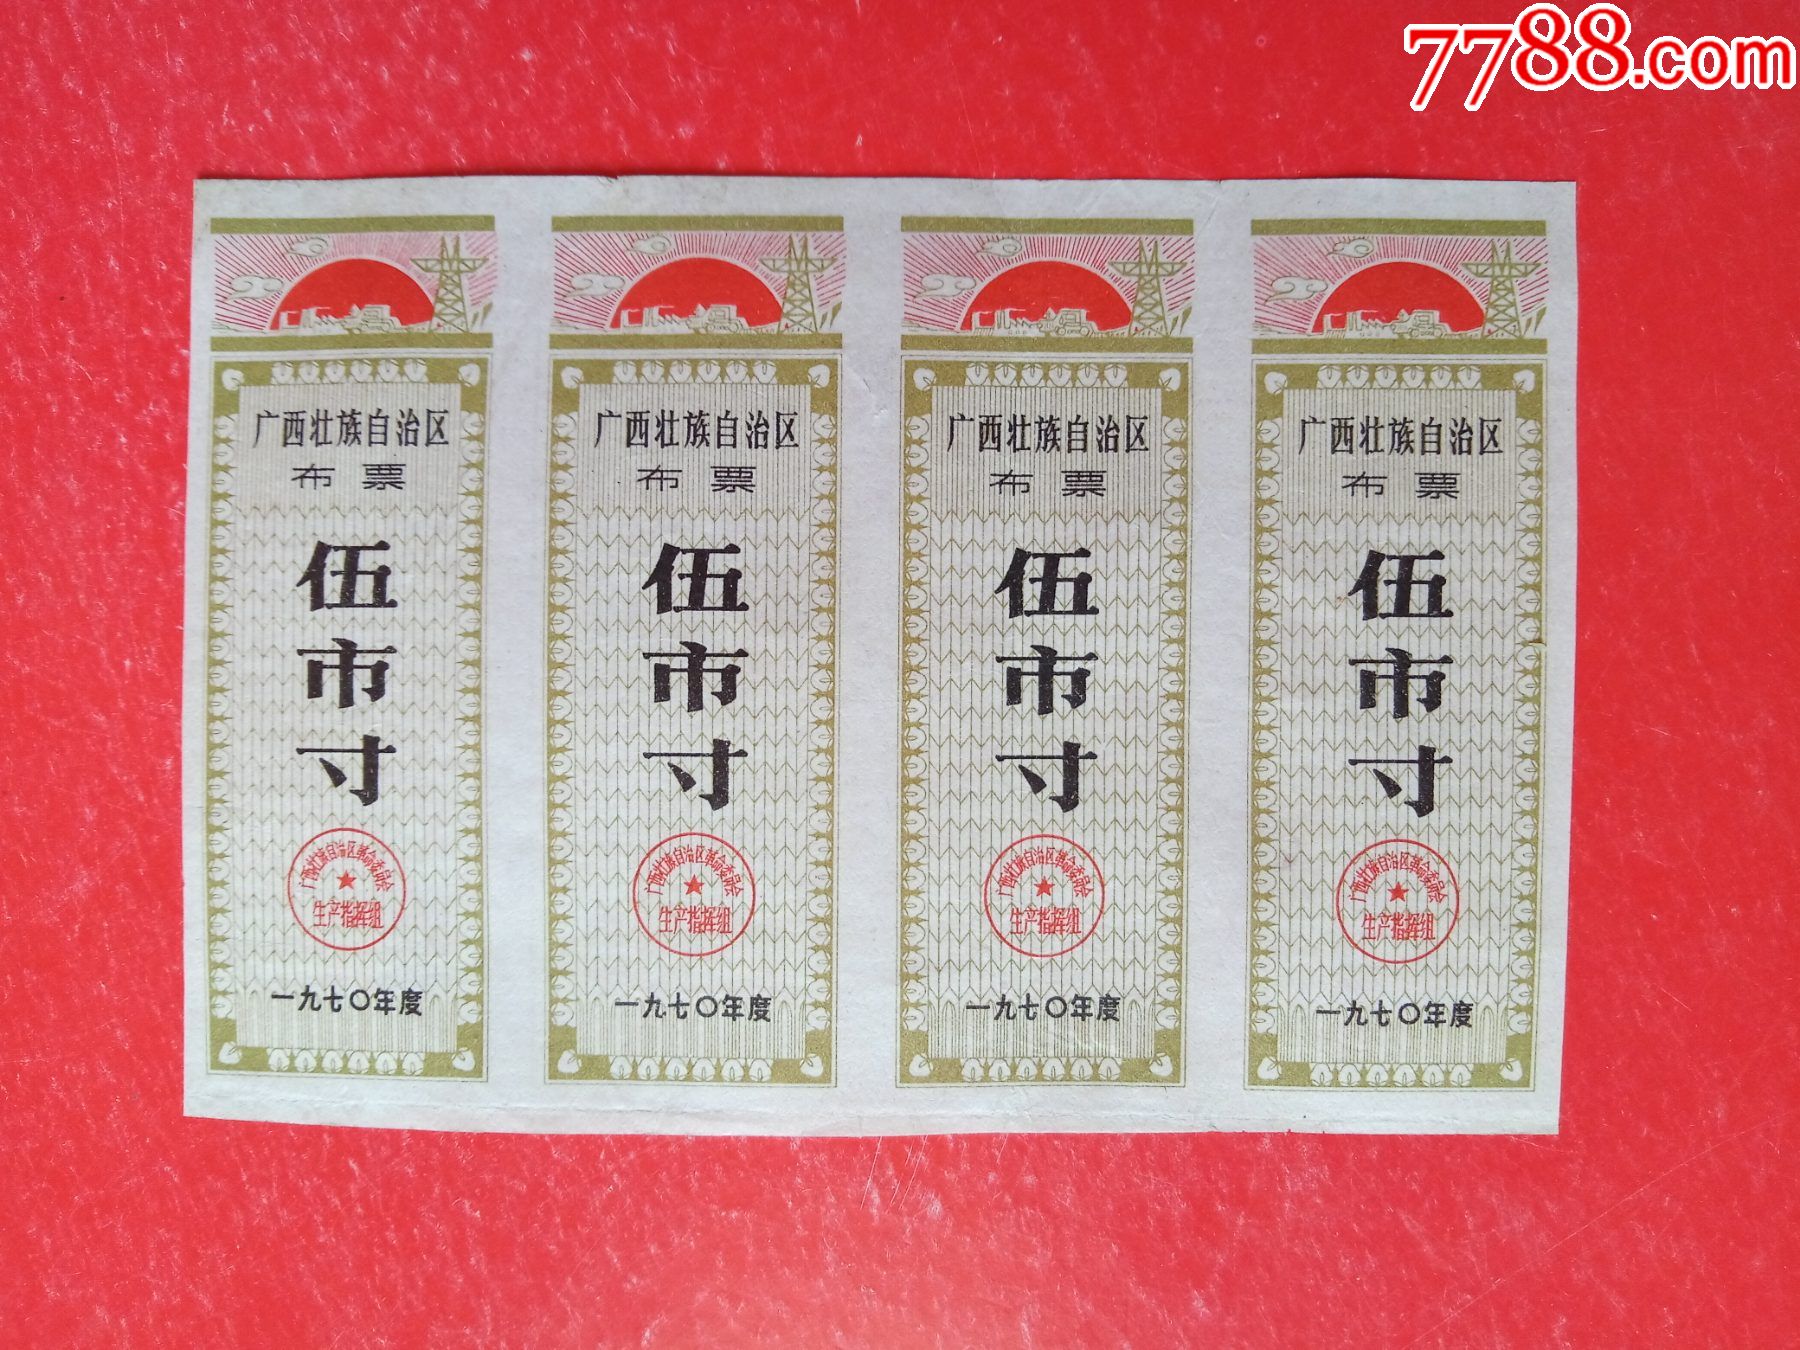 7788.com
广西壮族自治区
布票
伍市寸
广西壮族自治区革命委员会
生产指挥组
一九七〇年度
广西壮族自治区
布票
伍市寸
广西壮族自治区革命委员会
生产指挥组
一九七〇年度
广西壮族自治区
布票
伍市寸
广西壮族自治区革命委员会
生产指挥组
一九七〇年度
广西壮族自治区
布票
伍市寸
广西壮族自治区革命委员会
生产指挥组
一九七〇年度